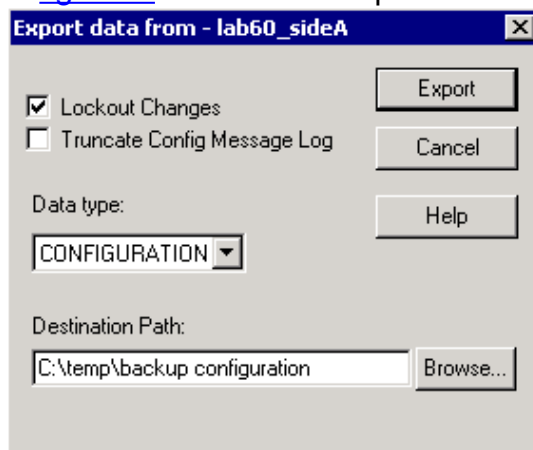 Export data from - lab60_sideA
Lockout Changes
Truncate Config Message Log
Export
Cancel
Help
Data type:
CONFIGURATION
Destination Path:
C:\temp\backup configuration
Browse...